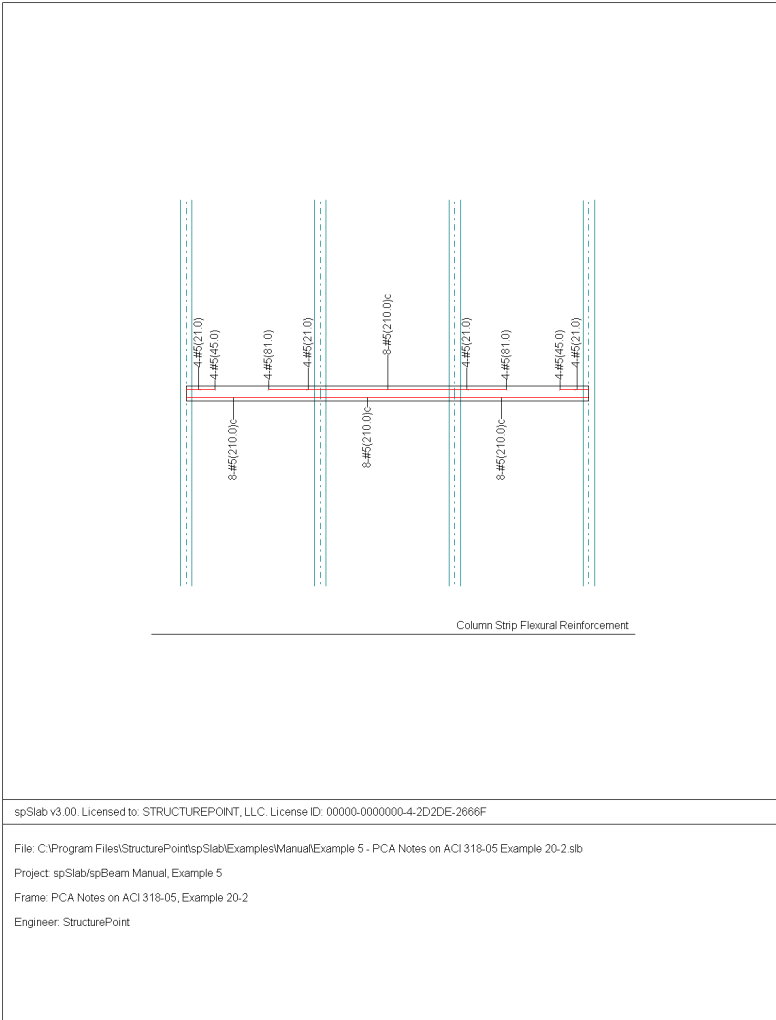 4-#5(21.0)
4-#5(45.0)
4-#5(81.0)
4-#5(21.0)
8-#5(210.0)c
4-#5(21.0)
4-#5(81.0)
4-#5(45.0)
4-#5(21.0)
8-#5(210.0)c
8-#5(210.0)c
8-#5(210.0)c
Column Strip Flexural Reinforcement
spSlab v3.00. Licensed to: STRUCTUREPOINT, LLC. License ID: 00000-0000000-4-2D2DE-2666F
File: C:\Program Files\StructurePoint\spSlab\Examples\Manual\Example 5 - PCA Notes on ACI 318-05 Example 20-2.slb
Project: spSlab/spBeam Manual, Example 5
Frame: PCA Notes on ACI 318-05, Example 20-2
Engineer: StructurePoint